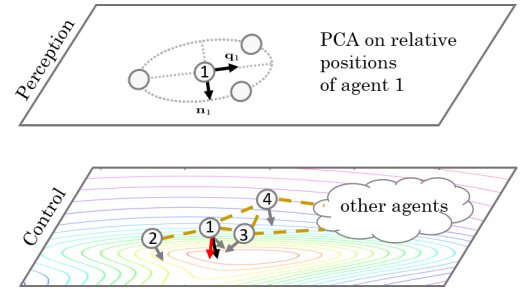 Perception
1
q₁
n₁
PCA on relative
positions
of agent 1
Control
4
1
2
3
other agents